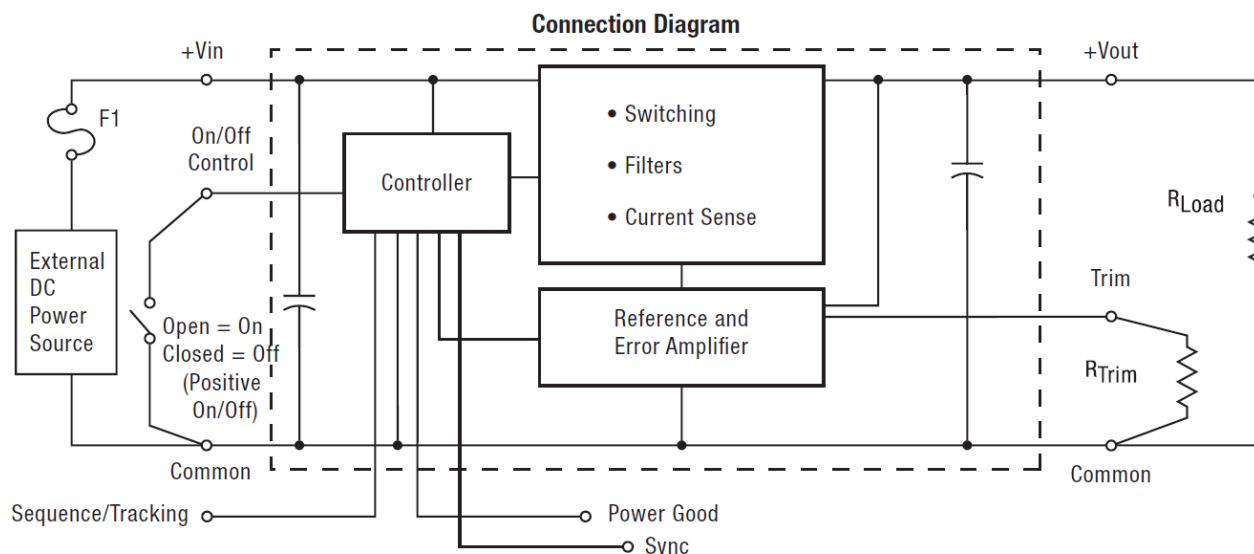 Connection Diagram
+Vin
+Vout
F1
On/Off
Control
• Switching
• Filters
• Current Sense
Controller
RLoad
External
DC
Power
Source
Open = On
Closed = Off
(Positive
On/Off)
Reference and
Error Amplifier
Trim
RTrim
Common
Common
Sequence/Tracking
Power Good
Sync